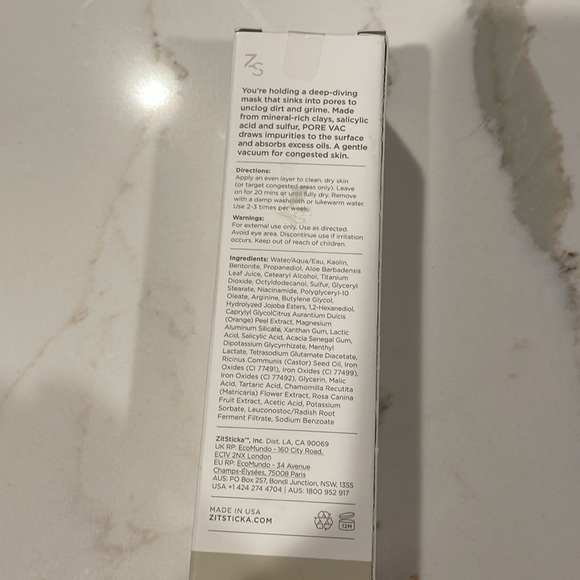 ZS
You're holding a deep-diving
mask that sinks into pores to
unclog dirt and grime. Made
from mineral-rich clays, salicylic
acid and sulfur, PORE VAC
draws impurities to the surface
and absorbs excess oils. A gentle
vacuum for congested skin.
Directions:
Apply an even layer to clean, dry skin
(or target congested areas only). Leave
on for 20 mins or until fully dry. Remove
with a damp washcloth or lukewarm water.
Use 2-3 times per week.
Warnings:
For external use only. Use as directed.
Avoid eye area. Discontinue use if irritation
occurs. Keep out of reach of children.
Ingredients: Water/Aqua/Eau, Kaolin,
Bentonite, Propanediol, Aloe Barbadensis
Leaf Juice, Cetearyl Alcohol, Titanium
Dioxide, Octyldodecanol, Sulfur, Glyceryl
Stearate, Niacinamide, Polyglyceryl-10
Oleate, Arginine, Butylene Glycol,
Hydrolyzed Jojoba Esters, 1,2-Hexanediol,
Caprylyl GlycolCitrus Aurantium Dulcis
(Orange) Peel Extract, Magnesium
Aluminum Silicate, Xanthan Gum, Lactic
Acid, Salicylic Acid, Acacia Senegal Gum,
Dipotassium Glycyrrhizate, Menthyl
Lactate, Tetrasodium Glutamate Diacetate,
Ricinus Communis (Castor) Seed Oil, Iron
Oxides (CI 77491), Iron Oxides (CI 77499),
Iron Oxides (CI 77492), Glycerin, Malic
Acid, Tartaric Acid, Chamomilla Recutita
(Matricaria) Flower Extract, Rosa Canina
Fruit Extract, Acetic Acid, Potassium
Sorbate, Leuconostoc/Radish Root
Ferment Filtrate, Sodium Benzoate
ZitSticka™, Inc. Dist. LA, CA 90069
UK RP: EcoMundo - 160 City Road,
EC1V 2NX London
EU RP: EcoMundo - 34 Avenue
Champs-Élysées, 75008 Paris
AUS: PO Box 257, Bondi Junction, NSW, 1355
USA +1 424 274 4704 | AUS: 1800 952 917
MADE IN USA
ZITSTICKA.COM
12M